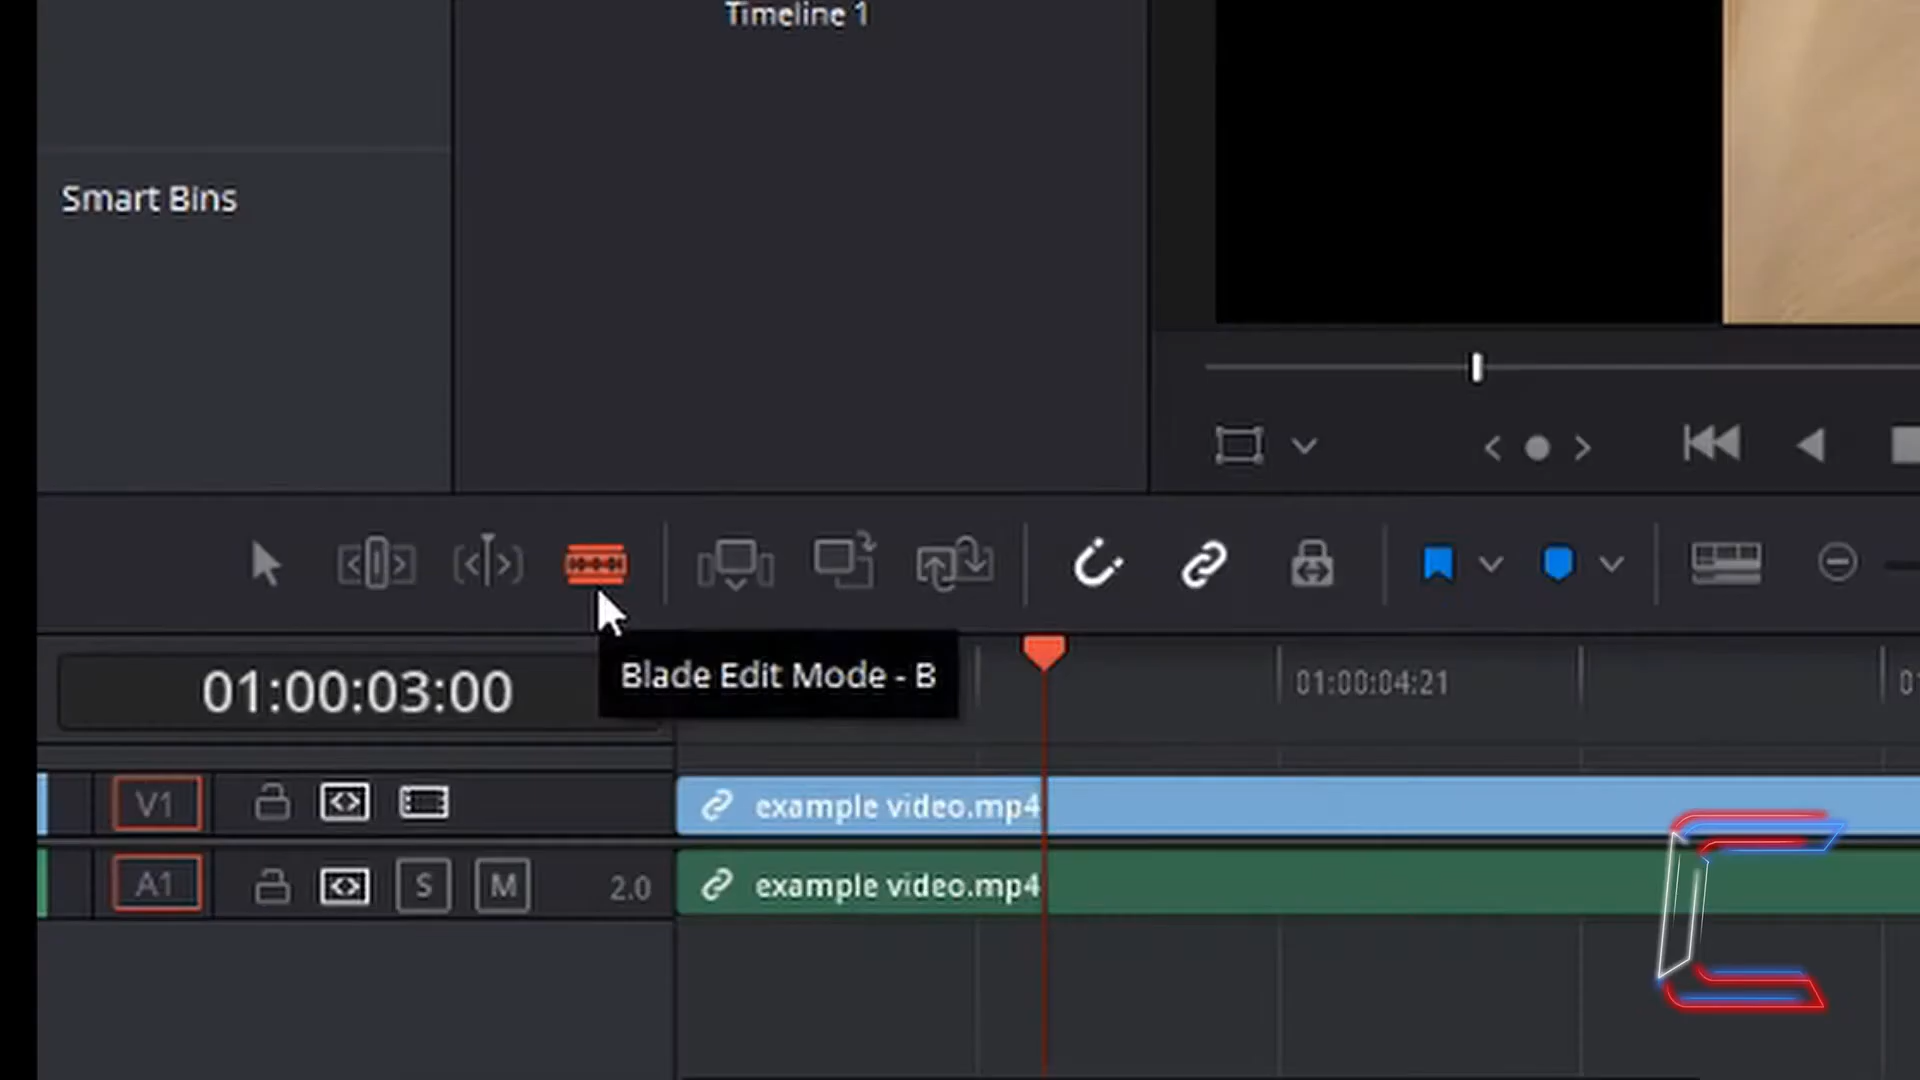 Timeline 1
Smart Bins
01:00:03:00
Blade Edit Mode - B
01:00:04:21
V1
example video.mp4
A1
S
M
2.0
example video.mp4